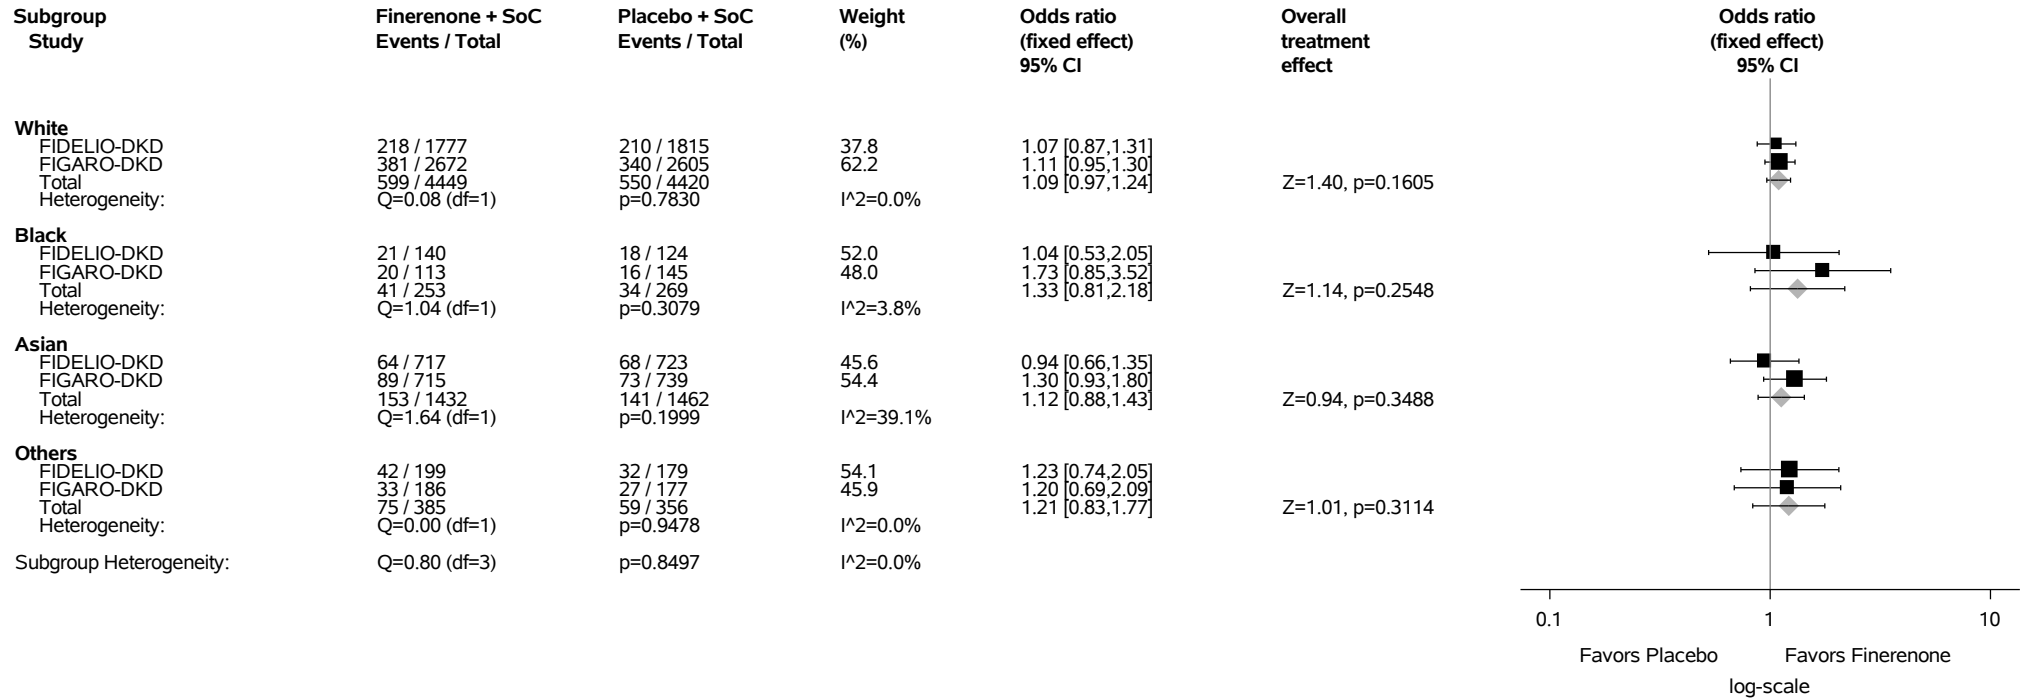 Subgroup Finerenone + SoC Placebo + SoC Weight Odds ratio Overall Odds ratio
Study Events / Total Events / Total (%) (fixed effect) treatment (fixed effect)
95% CI effect 95% CI
White
FIDELIO-DKD 218 / 1777 210 / 1815 37.8 1.07 [0.87,1.31]
FIGARO-DKD 381 / 2672 340 / 2605 62.2 1.11 [0.95,1.30]
Total 599 / 4449 550 / 4420 1.09 [0.97,1.24] Z=1.40, p=0.1605
Heterogeneity: Q=0.08 (df=1) p=0.7830 I^2=0.0%
Black
FIDELIO-DKD 21 / 140 18 / 124 52.0 1.04 [0.53,2.05]
FIGARO-DKD 20 / 113 16 / 145 48.0 1.73 [0.85,3.52]
Total 41 / 253 34 / 269 1.33 [0.81,2.18] Z=1.14, p=0.2548
Heterogeneity: Q=1.04 (df=1) p=0.3079 I^2=3.8%
Asian
FIDELIO-DKD 64 / 717 68 / 723 45.6 0.94 [0.66,1.35]
FIGARO-DKD 89 / 715 73 / 739 54.4 1.30 [0.93,1.80]
Total 153 / 1432 141 / 1462 1.12 [0.88,1.43] Z=0.94, p=0.3488
Heterogeneity: Q=1.64 (df=1) p=0.1999 I^2=39.1%
Others
FIDELIO-DKD 42 / 199 32 / 179 54.1 1.23 [0.74,2.05]
FIGARO-DKD 33 / 186 27 / 177 45.9 1.20 [0.69,2.09]
Total 75 / 385 59 / 356 1.21 [0.83,1.77] Z=1.01, p=0.3114
Heterogeneity: Q=0.00 (df=1) p=0.9478 I^2=0.0%
Subgroup Heterogeneity: Q=0.80 (df=3) p=0.8497 I^2=0.0%
0.1 1 10
Favors Placebo Favors Finerenone
log-scale